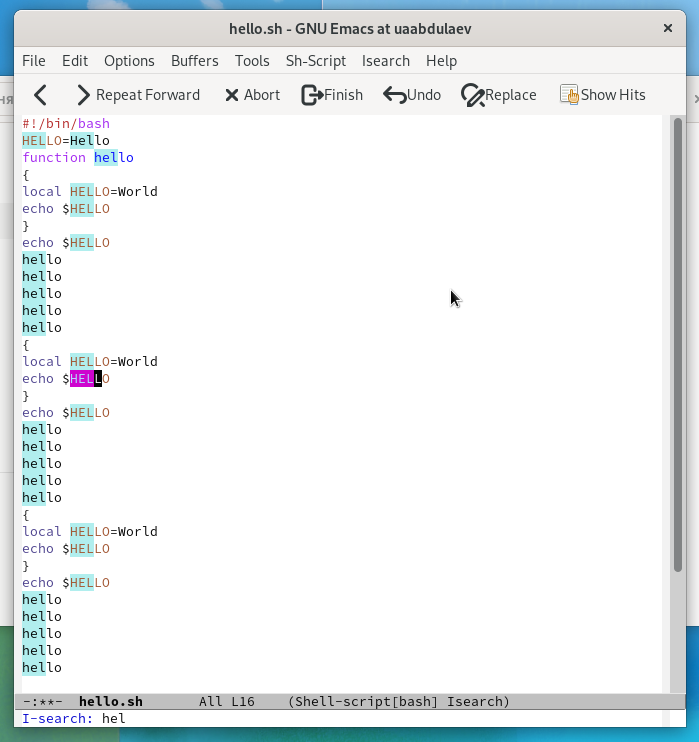 hello.sh - GNU Emacs at uaabdulaev
File Edit Options Buffers Tools Sh-Script Isearch Help
Repeat Forward Abort Finish Undo Replace Show Hits
#!/bin/bash
HELLO=Hello
function hello
{
local HELLO=World
echo $HELLO
}
echo $HELLO
hello
hello
hello
hello
hello
{
local HELLO=World
echo $HELLO
}
echo $HELLO
hello
hello
hello
hello
hello
{
local HELLO=World
echo $HELLO
}
echo $HELLO
hello
hello
hello
hello
hello
-:**- hello.sh All L16 (Shell-script[bash] Isearch)
I-search: hel